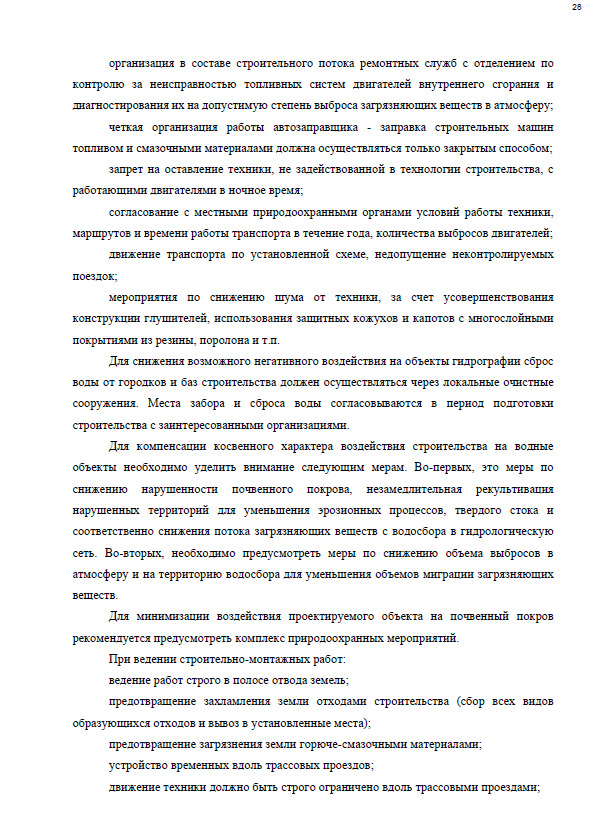 28
организация в составе строительного потока ремонтных служб с отделением по
контролю за неисправностью топливных систем двигателей внутреннего сгорания и
диагностирования их на допустимую степень выброса загрязняющих веществ в атмосферу;
четкая организация работы автозаправщика - заправка строительных машин
топливом и смазочными материалами должна осуществляться только закрытым способом;
запрет на оставление техники, не задействованной в технологии строительства, с
работающими двигателями в ночное время;
согласование с местными природоохранными органами условий работы техники,
маршрутов и времени работы транспорта в течение года, количества выбросов двигателей;
движение транспорта по установленной схеме, недопущение неконтролируемых
поездок;
мероприятия по снижению шума от техники, за счет усовершенствования
конструкции глушителей, использования защитных кожухов и капотов с многослойными
покрытиями из резины, поролона и т.п.
Для снижения возможного негативного воздействия на объекты гидрографии сброс
воды от городков и баз строительства должен осуществляться через локальные очистные
сооружения. Места забора и сброса воды согласовываются в период подготовки
строительства с заинтересованными организациями.
Для компенсации косвенного характера воздействия строительства на водные
объекты необходимо уделить внимание следующим мерам. Во-первых, это меры по
снижению нарушенности почвенного покрова, незамедлительная рекультивация
нарушенных территорий для уменьшения эрозионных процессов, твердого стока и
соответственно снижения потока загрязняющих веществ с водосбора в гидрологическую
сеть. Во-вторых, необходимо предусмотреть меры по снижению объема выбросов в
атмосферу и на территорию водосбора для уменьшения объемов миграции загрязняющих
веществ.
Для минимизации воздействия проектируемого объекта на почвенный покров
рекомендуется предусмотреть комплекс природоохранных мероприятий.
При ведении строительно-монтажных работ:
ведение работ строго в полосе отвода земель;
предотвращение захламления земли отходами строительства (сбор всех видов
образующихся отходов и вывоз в установленные места);
предотвращение загрязнения земли горюче-смазочными материалами;
устройство временных вдоль трассовых проездов;
движение техники должно быть строго ограничено вдоль трассовыми проездами;